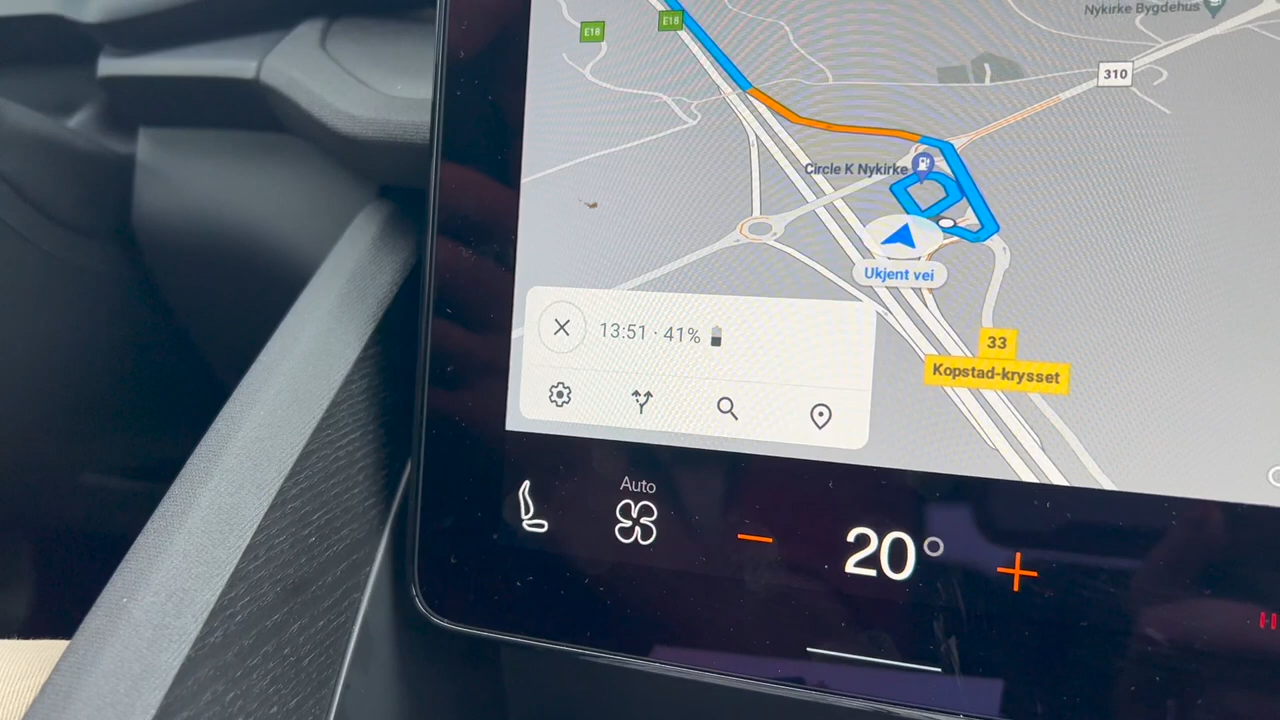 Nykirke Bygdehus
E18
E18
310
Circle K Nykirke
Ukjent vei
33
Kopstad-krysset
13:51 · 41%
Auto
20°